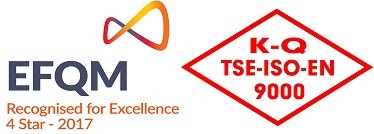 EFQM
Recognised for Excellence
4 Star - 2017
K-Q
TSE-ISO-EN
9000